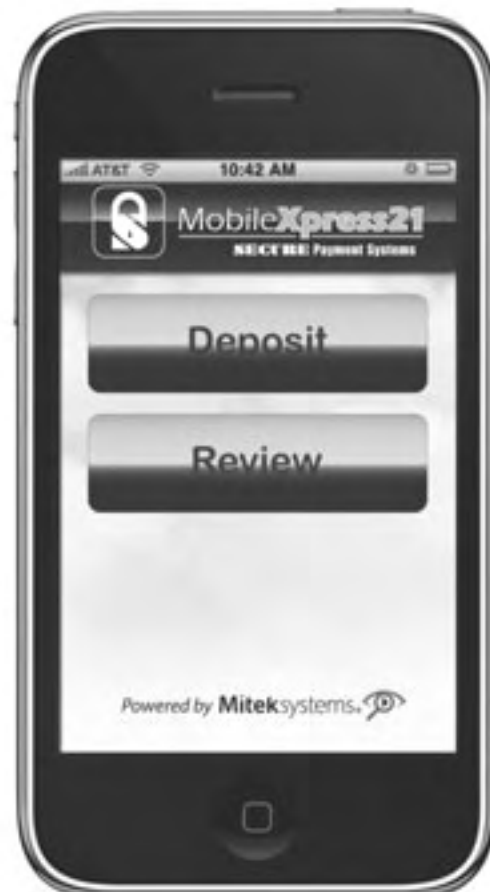 AT&T 10:42 AM
MobileXpress21
SECURE Payment Systems
Deposit
Review
Powered by Miteksystems.